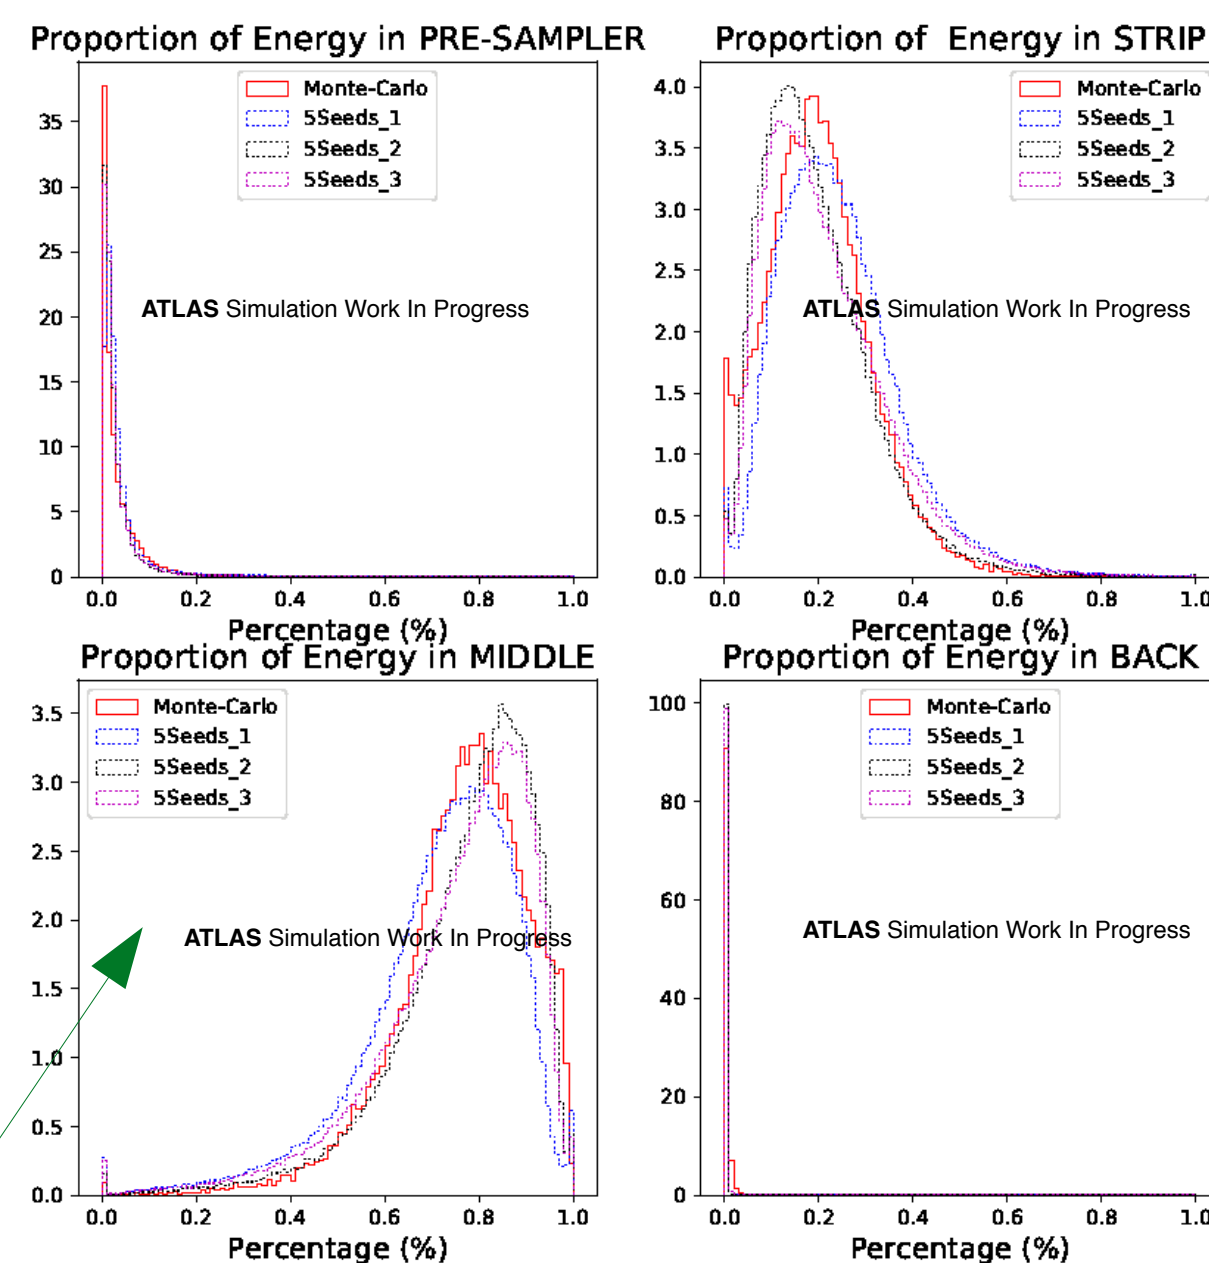 Proportion of Energy in PRE-SAMPLER
Monte-Carlo
5Seeds_1
5Seeds_2
5Seeds_3
35
30
25
20
15
10
5
0
ATLAS Simulation Work In Progress
0.0 0.2 0.4 0.6 0.8 1.0
Percentage (%)
Proportion of Energy in STRIP
Monte-Carlo
5Seeds_1
5Seeds_2
5Seeds_3
4.0
3.5
3.0
2.5
2.0
1.5
1.0
0.5
0.0
ATLAS Simulation Work In Progress
0.0 0.2 0.4 0.6 0.8 1.0
Percentage (%)
Proportion of Energy in MIDDLE
Monte-Carlo
5Seeds_1
5Seeds_2
5Seeds_3
3.5
3.0
2.5
2.0
1.5
1.0
0.5
0.0
ATLAS Simulation Work In Progress
0.0 0.2 0.4 0.6 0.8 1.0
Percentage (%)
Proportion of Energy in BACK
Monte-Carlo
5Seeds_1
5Seeds_2
5Seeds_3
100
80
60
40
20
0
ATLAS Simulation Work In Progress
0.0 0.2 0.4 0.6 0.8 1.0
Percentage (%)